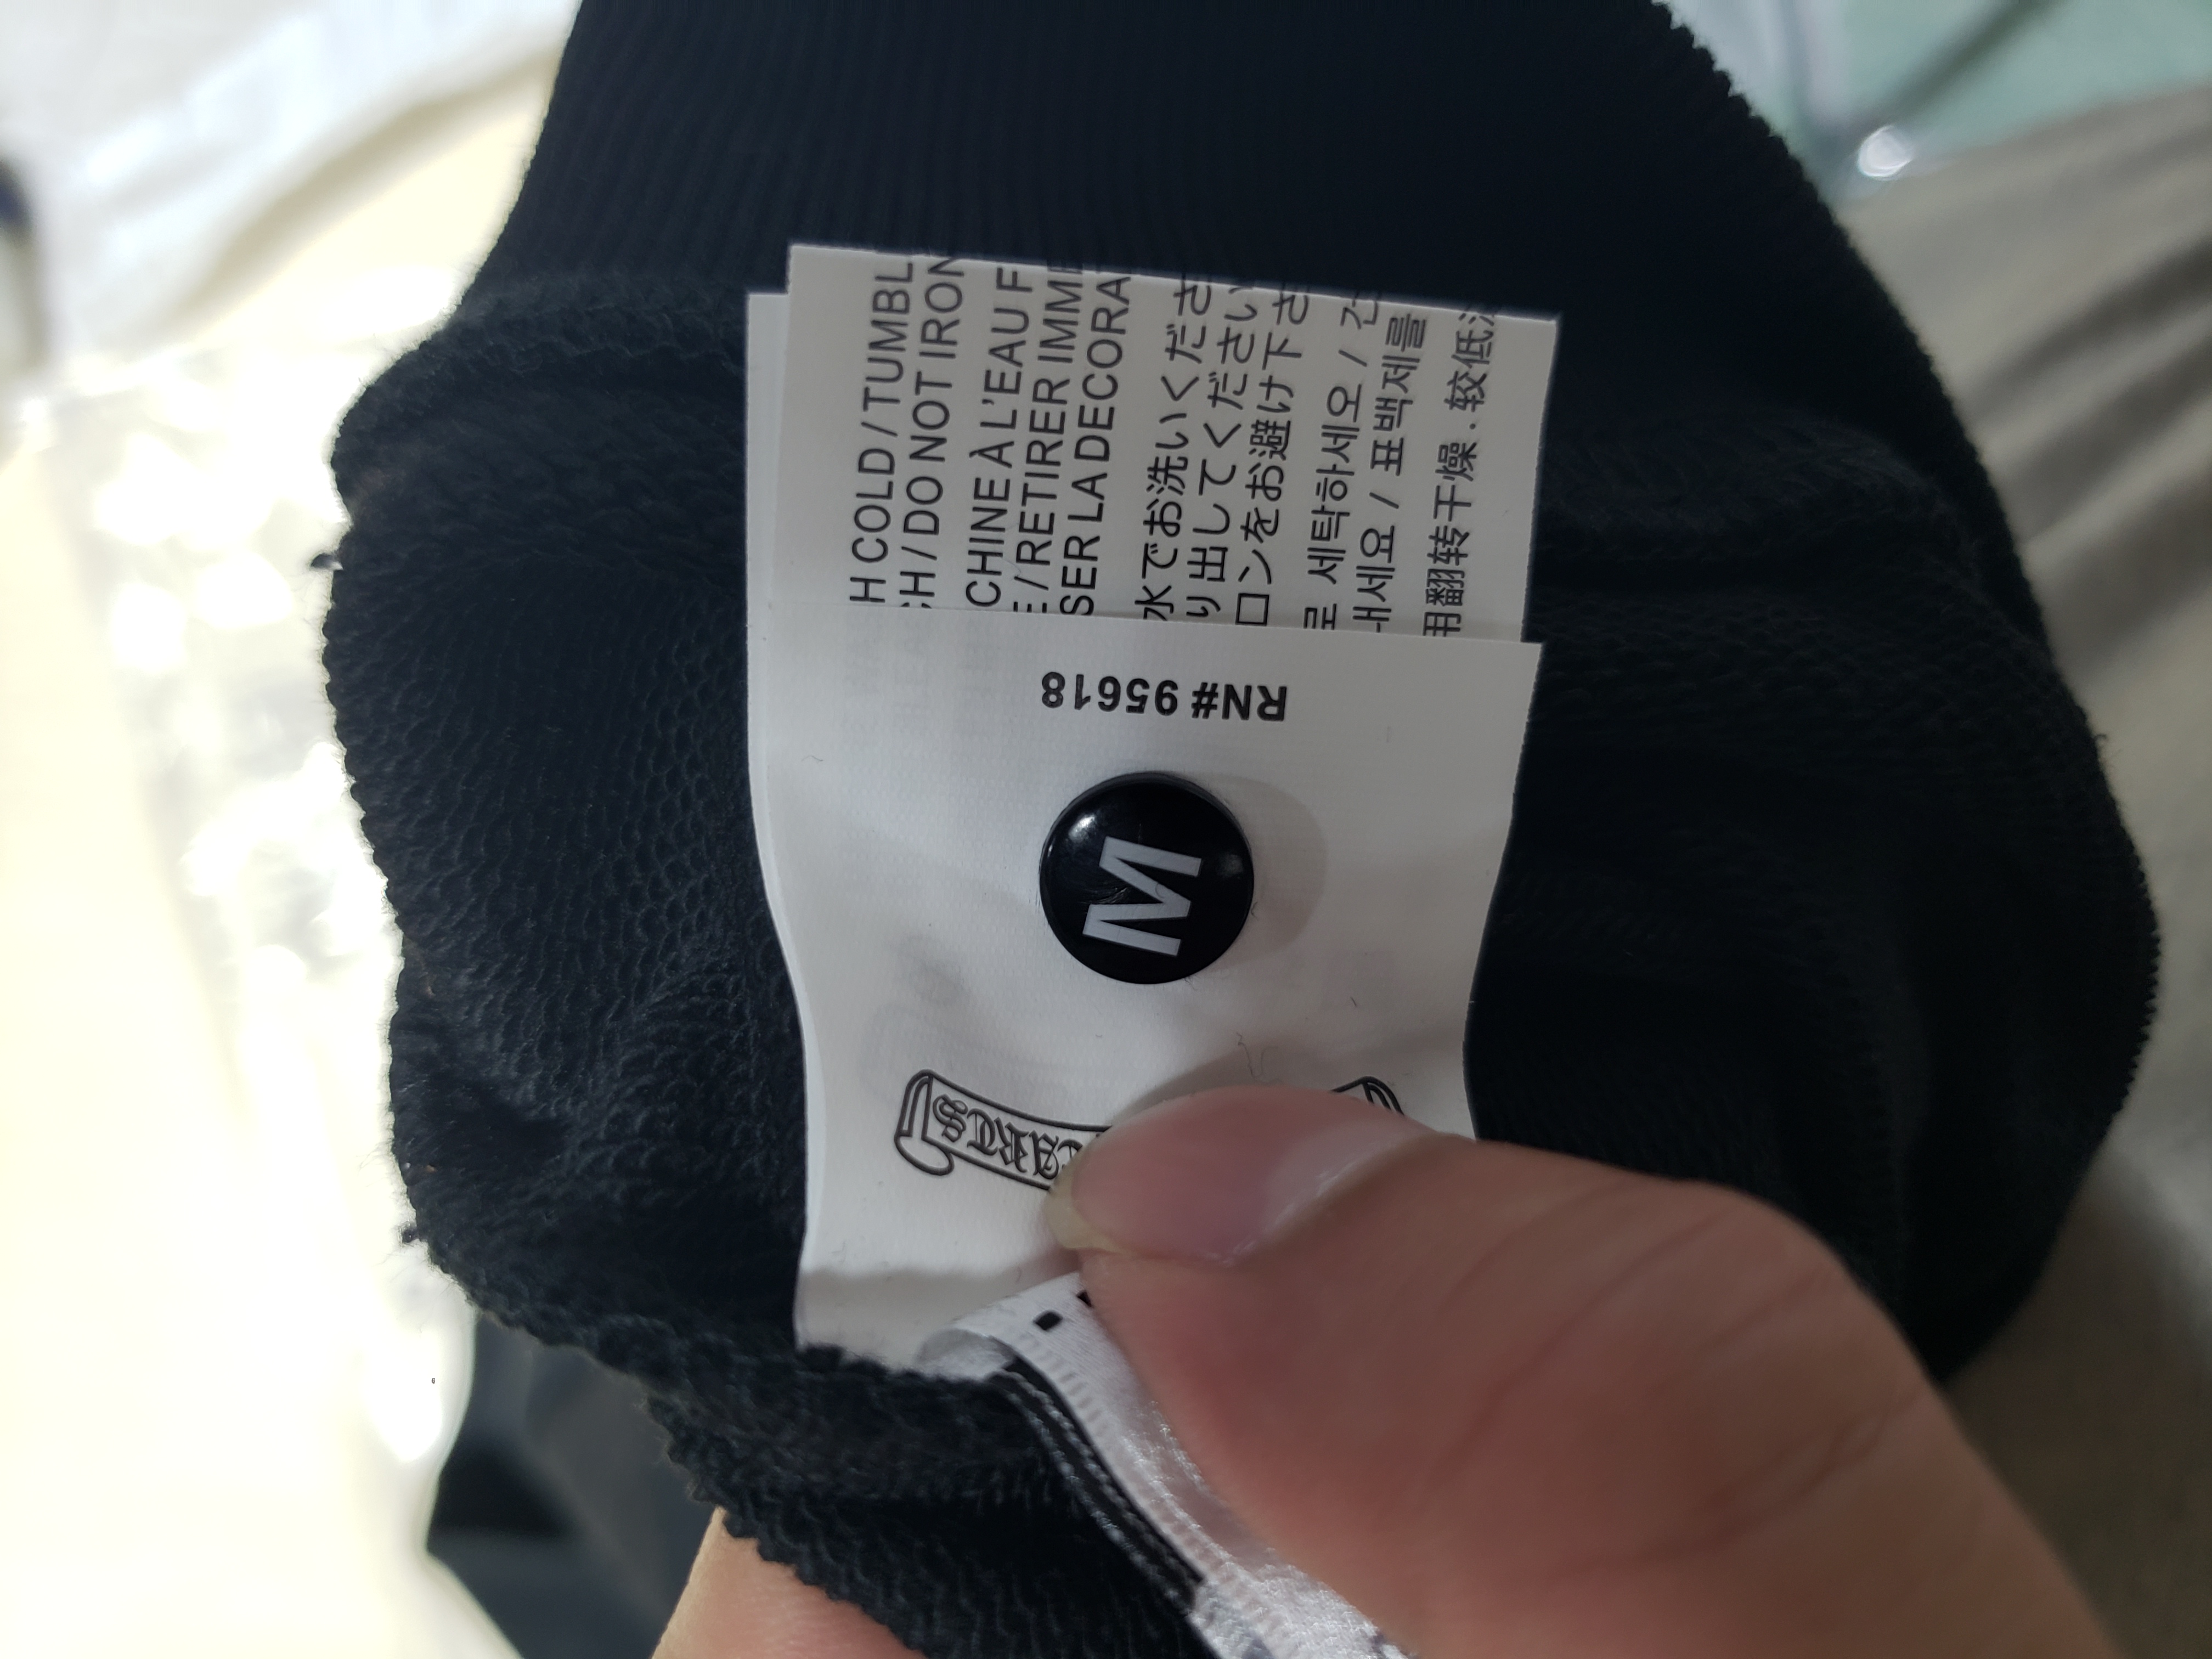 H COLD / TUMBL
CH / DO NOT IRON
CHINE À L'EAU F
E / RETIRER IMME
SER LA DECORA
水でお洗いくださ
り出してください
ロンをお避け下さ
로 세탁하세오 / 건
내세요 / 표백제를
用翻转干燥 . 较低
RN# 95618
M
ARTS